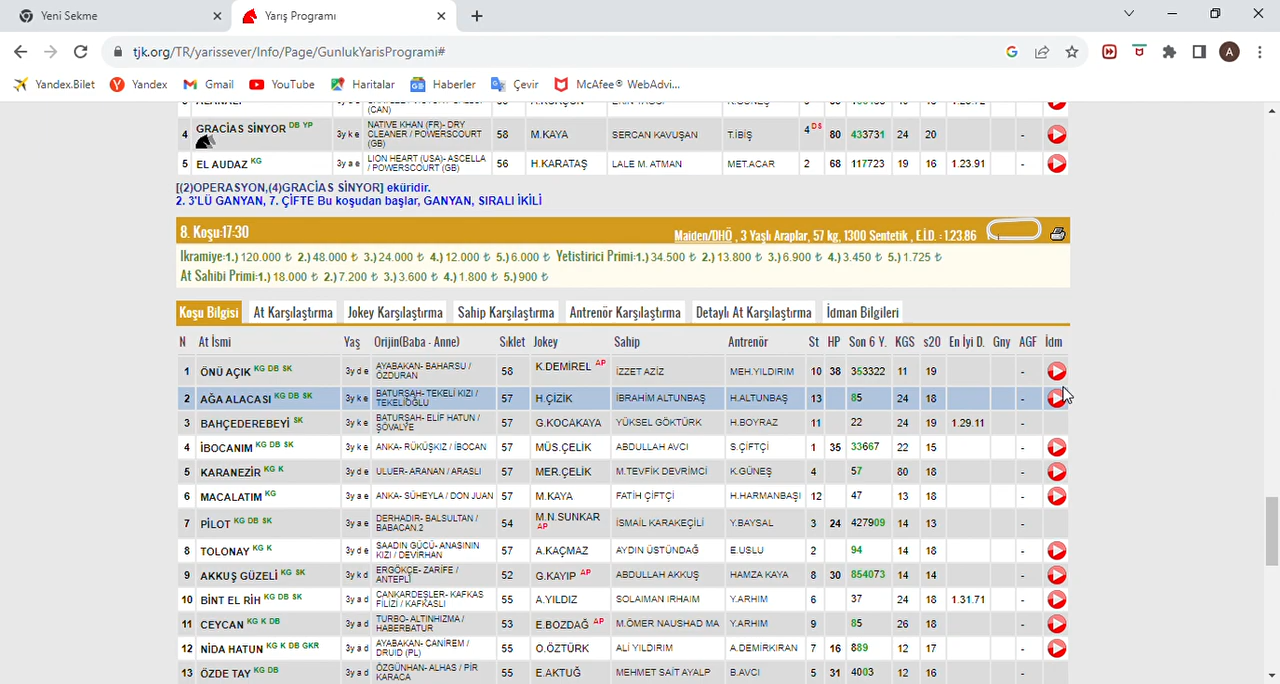 Yeni Sekme
Yarış Programı
tjk.org/TR/yarissever/Info/Page/GunlukYarisProgrami#
A
Yandex.Bilet Yandex Gmail YouTube Haritalar Haberler Çevir McAfee® WebAdvi...
(CAN)
4 GRACİAS SİNYOR DB YP 3y k e NATIVE KHAN (FR)- DRY CLEANER / POWERSCOURT (GB) 58 M.KAYA SERCAN KAVUŞAN T.İBİŞ 4 DS 80 433731 24 20 -
5 EL AUDAZ KG 3y a e LION HEART (USA)- ASCELLA / POWERSCOURT (GB) 56 H.KARATAŞ LALE M. ATMAN MET.ACAR 2 68 117723 19 16 1.23.91 -
[(2)OPERASYON,(4)GRACİAS SİNYOR] eküridir.
2. 3'LÜ GANYAN, 7. ÇİFTE Bu koşudan başlar, GANYAN, SIRALI İKİLİ
8. Koşu:17-30
Maiden/DHÖ , 3 Yaşlı Araplar, 57 kg, 1300 Sentetik , E.İ.D. : 1.23.86
İkramiye:1.) 120.000 ₺ 2.) 48.000 ₺ 3.) 24.000 ₺ 4.) 12.000 ₺ 5.) 6.000 ₺ Yetistirici Primi:1.) 34.500 ₺ 2.) 13.800 ₺ 3.) 6.900 ₺ 4.) 3.450 ₺ 5.) 1.725 ₺
At Sahibi Primi:1.) 18.000 ₺ 2.) 7.200 ₺ 3.) 3.600 ₺ 4.) 1.800 ₺ 5.) 900 ₺
Koşu Bilgisi At Karşılaştırma Jokey Karşılaştırma Sahip Karşılaştırma Antrenör Karşılaştırma Detaylı At Karşılaştırma İdman Bilgileri
N At İsmi Yaş Orijin(Baba - Anne) Sıklet Jokey Sahip Antrenör St HP Son 6 Y. KGS s20 En İyi D. Gny AGF İdm
1 ÖNÜ AÇIK KG DB SK 3y d e AYABAKAN- BAHARSU / ÖZDURAN 58 K.DEMİREL AP İZZET AZİZ MEH.YILDIRIM 10 38 353322 11 19 -
2 AĞA ALACASI KG DB SK 3y k e BATURŞAH- TEKELİ KIZI / TEKELİOĞLU 57 H.ÇİZİK İBRAHİM ALTUNBAŞ H.ALTUNBAŞ 13 85 24 18 -
3 BAHÇEDEREBEYİ SK 3y k e BATURŞAH- ELİF HATUN / ŞÖVALYE 57 G.KOCAKAYA YÜKSEL GÖKTÜRK H.BOYRAZ 11 22 24 19 1.29.11 -
4 İBOCANIM KG DB SK 3y k e ANKA- RÜKÜŞKIZ / İBOCAN 57 MÜS.ÇELİK ABDULLAH AVCI S.ÇİFTÇİ 1 35 33667 22 15 -
5 KARANEZİR KG K 3y d e ULUER- ARANAN / ARASLI 57 MER.ÇELİK M.TEVFİK DEVRİMCİ K.GÜNEŞ 4 57 80 18 -
6 MACALATIM KG 3y a e ANKA- SÜHEYLA / DON JUAN 57 M.KAYA FATİH ÇİFTÇİ H.HARMANBAŞI 12 47 13 18 -
7 PİLOT KG DB SK 3y a e DERHADIR- BALSULTAN / BABACAN.2 54 M.N.SUNKAR AP İSMAİL KARAKEÇİLİ Y.BAYSAL 3 24 427909 14 13 -
8 TOLONAY KG K 3y d e SAADIN GÜCÜ- ANASININ KIZI / DEVİRHAN 57 A.KAÇMAZ AYDIN ÜSTÜNDAĞ E.USLU 2 94 14 18 -
9 AKKUŞ GÜZELİ KG SK 3y k d ERGÖKÇE- ZARİFE / ANTEPLİ 52 G.KAYIP AP ABDULLAH AKKUŞ HAMZA KAYA 8 30 854073 14 14 -
10 BİNT EL RİH KG DB SK 3y a d CANKARDEŞLER- KAFKAS FİLİZİ / KAFKASLI 55 A.YILDIZ SOLAIMAN IRHAIM Y.ARHIM 6 37 24 18 1.31.71 -
11 CEYCAN KG K DB 3y a d TURBO- ALTINHIZMA / HABERBATUR 53 E.BOZDAĞ AP M.ÖMER NAUSHAD MA Y.ARHIM 9 85 26 18 -
12 NİDA HATUN KG K DB GKR 3y a d AYABAKAN- CANİREM / DRUID (PL) 55 O.ÖZTÜRK ALİ YILDIRIM A.DEMİRKIRAN 7 16 889 12 17 -
13 ÖZDE TAY KG DB 3y a d ÖZGÜNHAN- ALHAS / PİR KARACA 55 E.AKTUĞ MEHMET SAİT AYALP B.AVCI 5 31 4003 12 16 -